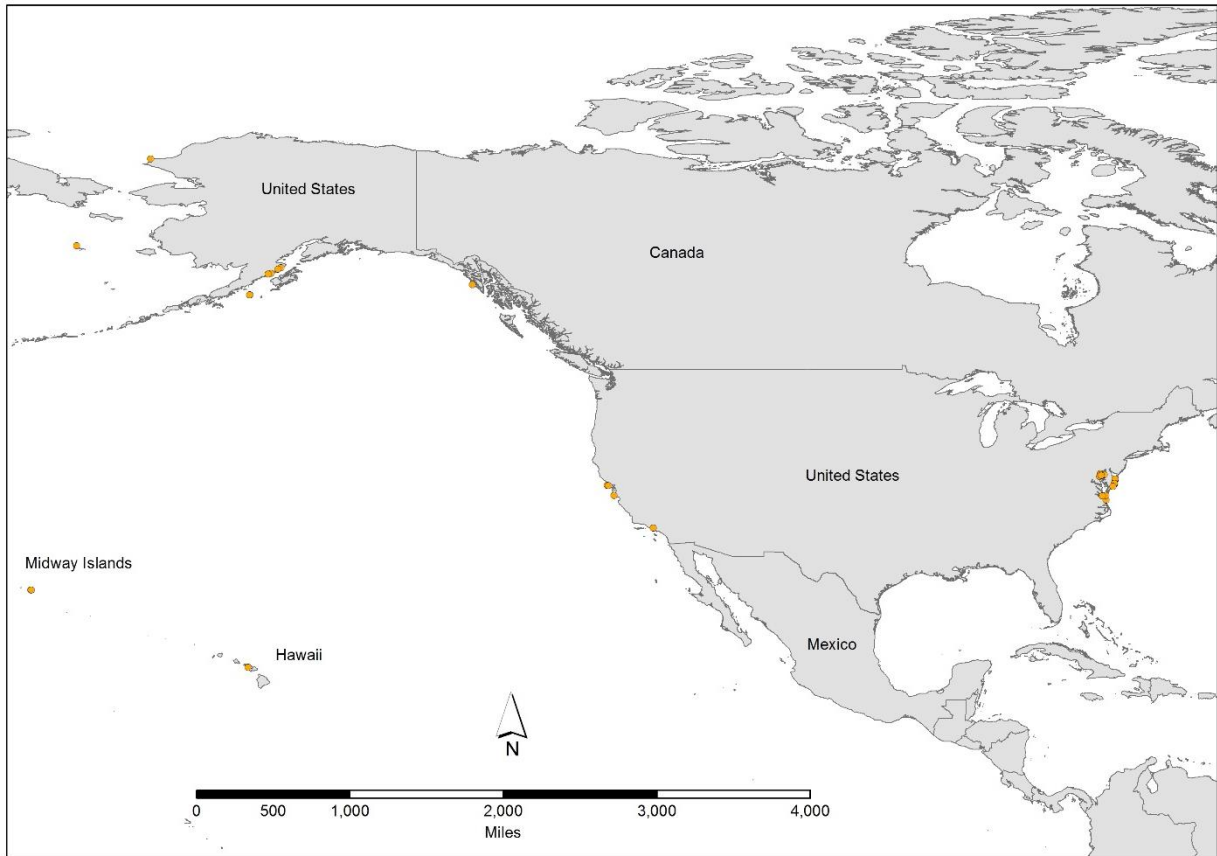 United States
Canada
United States
Midway Islands
Hawaii
Mexico
N
0 500 1,000 2,000 3,000 4,000
Miles